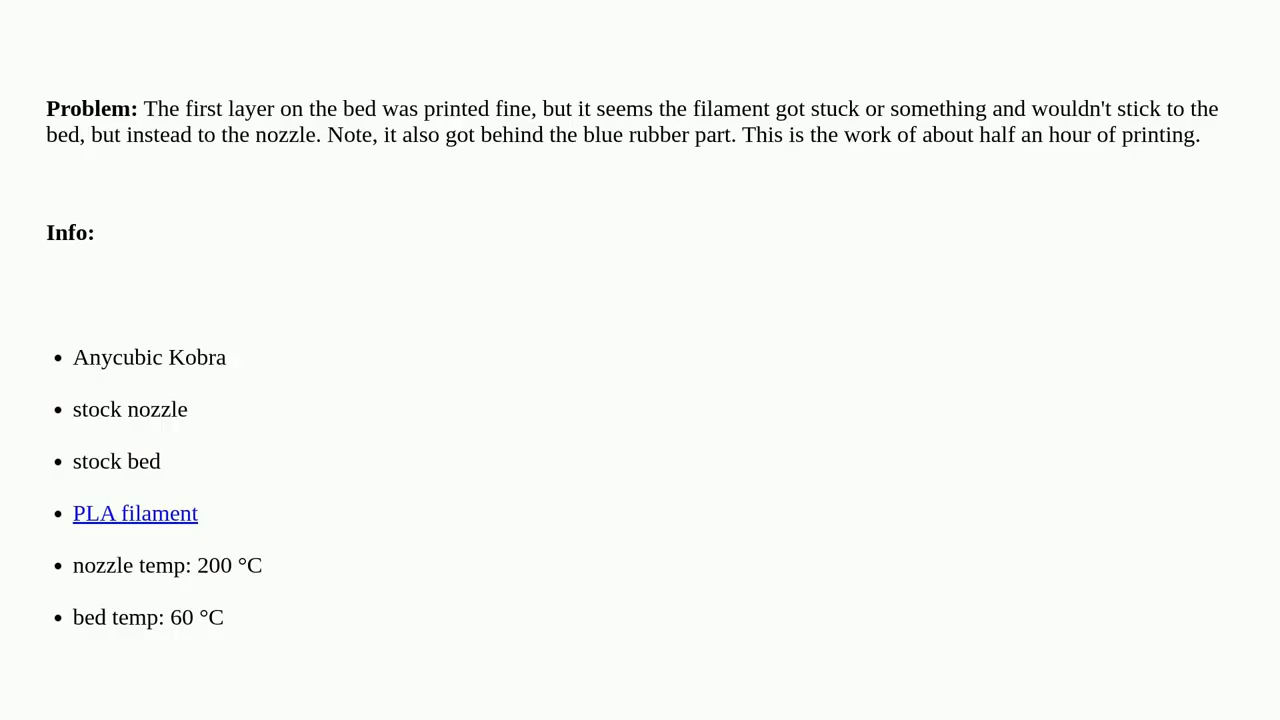 Problem: The first layer on the bed was printed fine, but it seems the filament got stuck or something and wouldn't stick to the
bed, but instead to the nozzle. Note, it also got behind the blue rubber part. This is the work of about half an hour of printing.
Info:
• Anycubic Kobra
• stock nozzle
• stock bed
• PLA filament
• nozzle temp: 200 °C
• bed temp: 60 °C